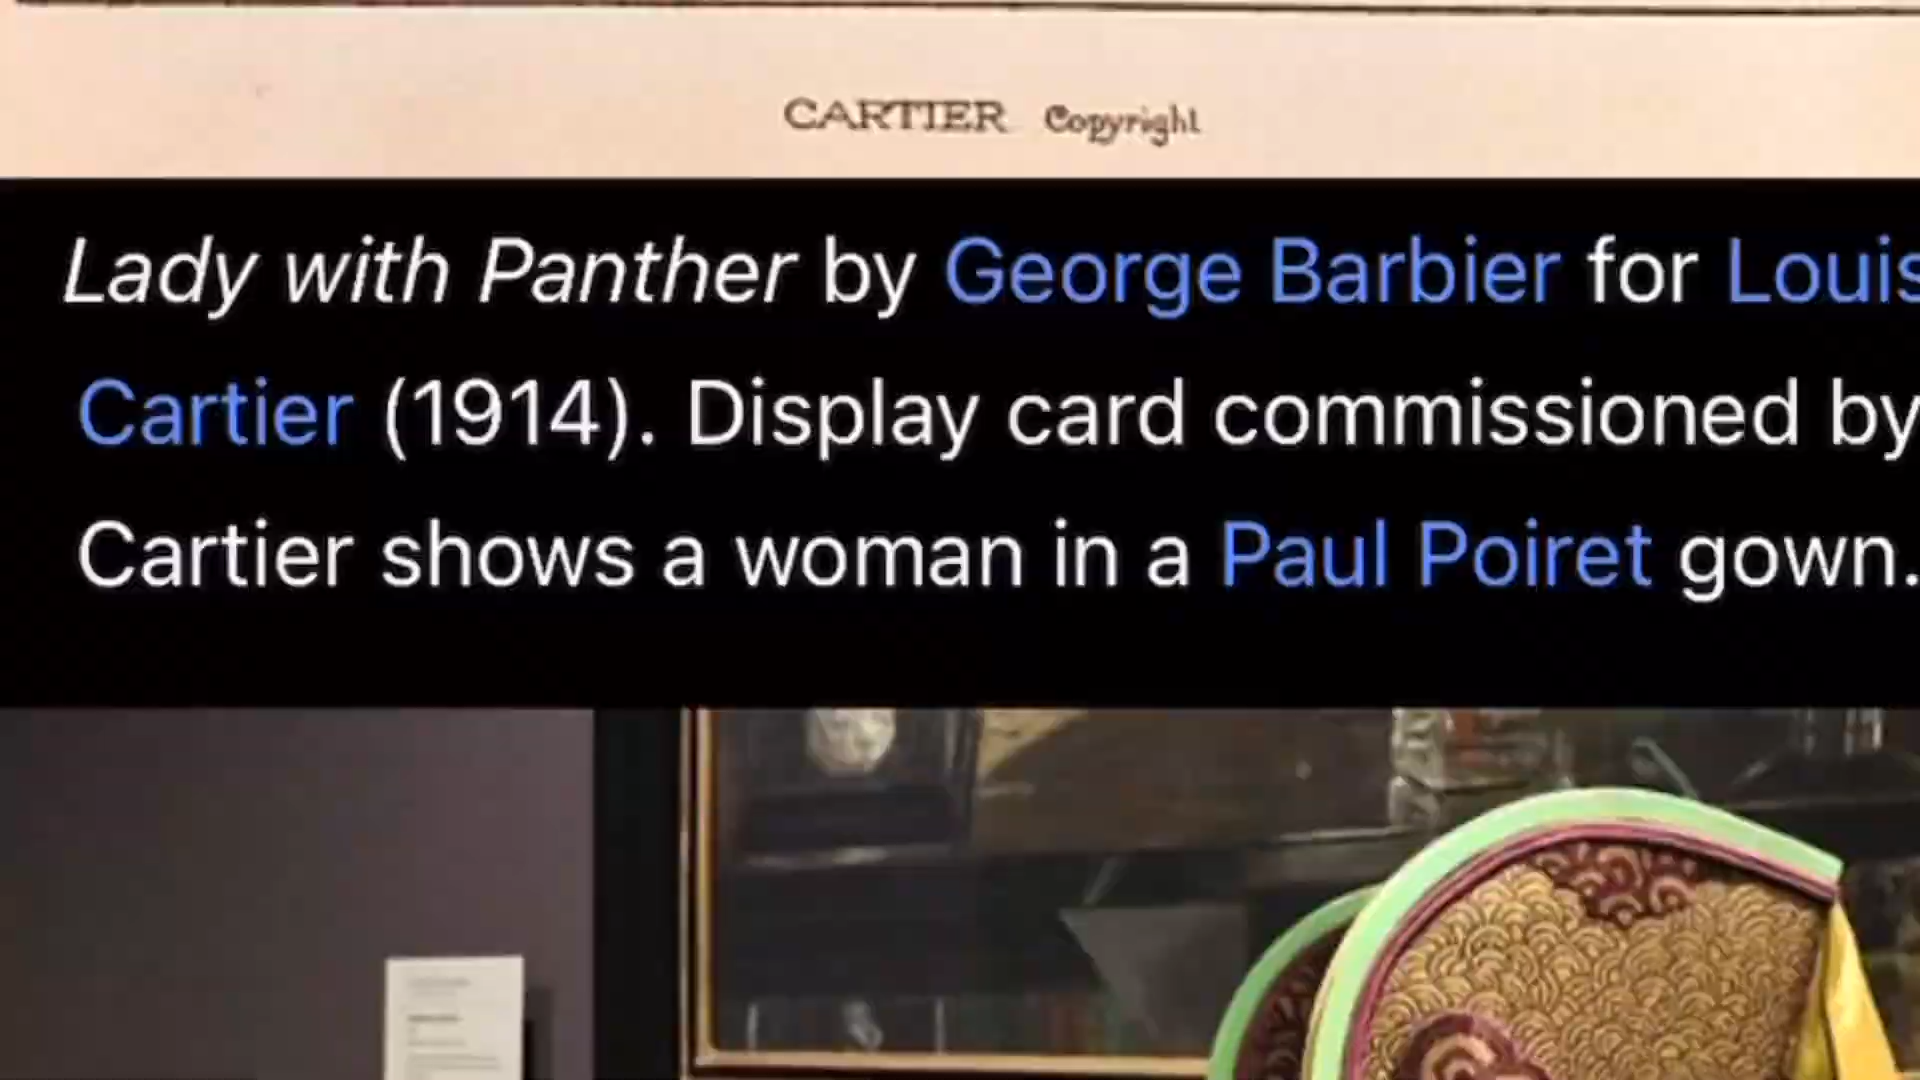 CARTIER Copyright
Lady with Panther by George Barbier for Louis
Cartier (1914). Display card commissioned by
Cartier shows a woman in a Paul Poiret gown.